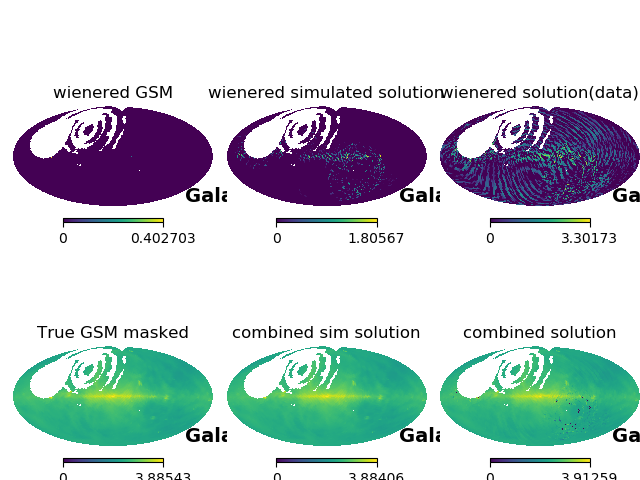 wienered GSM
wienered simulated solution
wienered solution(data)
Gala
Gala
Ga
0 0.402703
0 1.80567
0 3.30173
True GSM masked
combined sim solution
combined solution
Gala
Gala
Ga
0 3.88543
0 3.88406
0 3.91259